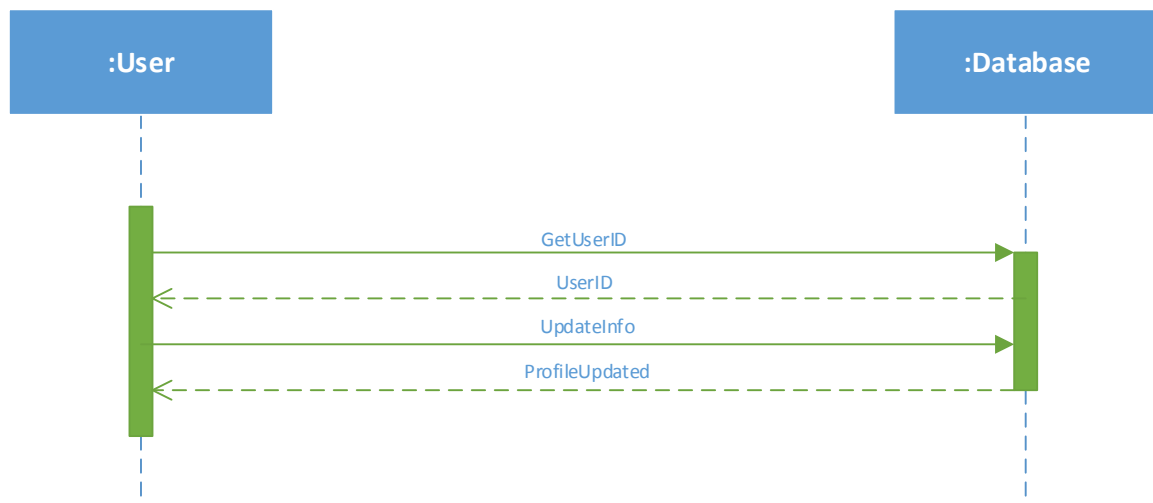 :User
:Database
GetUserID
UserID
UpdateInfo
ProfileUpdated